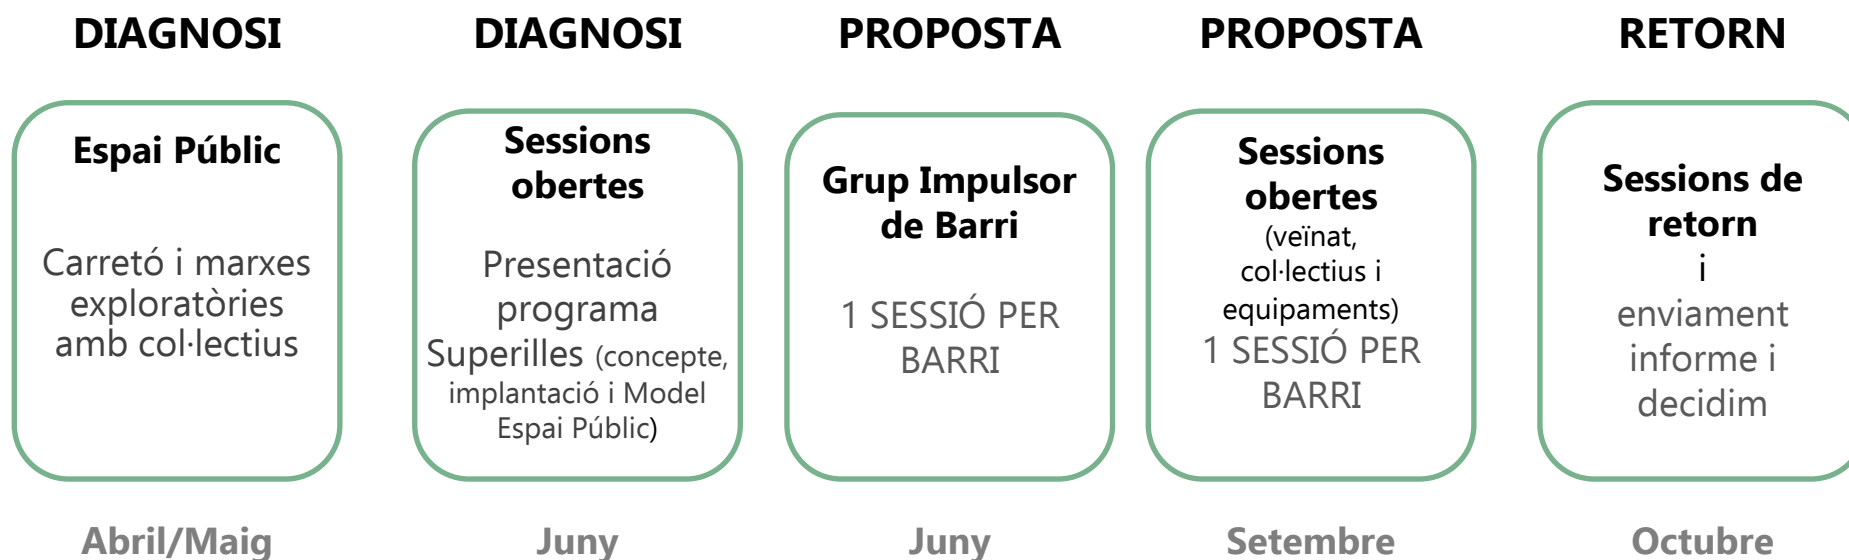 DIAGNOSI
Espai Públic
Carretó i marxes
exploratòries
amb col·lectius
Abril/Maig
DIAGNOSI
Sessions
obertes
Presentació
programa
Superilles (concepte,
implantació i Model
Espai Públic)
Juny
PROPOSTA
Grup Impulsor
de Barri
1 SESSIÓ PER
BARRI
Juny
PROPOSTA
Sessions
obertes
(veïnat,
col·lectius i
equipaments)
1 SESSIÓ PER
BARRI
Setembre
RETORN
Sessions de
retorn
i
enviament
informe i
decidim
Octubre